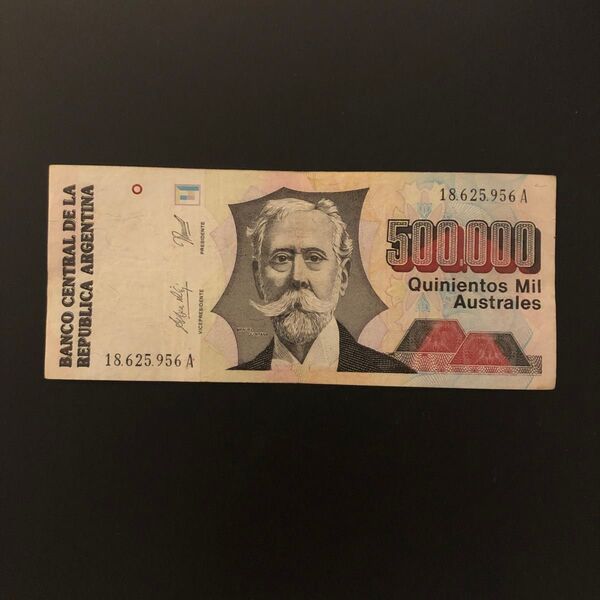 BANCO CENTRAL DE LA
REPUBLICA ARGENTINA
18.625.956 A
PRESIDENTE
VICEPRESIDENTE
18.625.956 A
500.000
Quinientos Mil
Australes